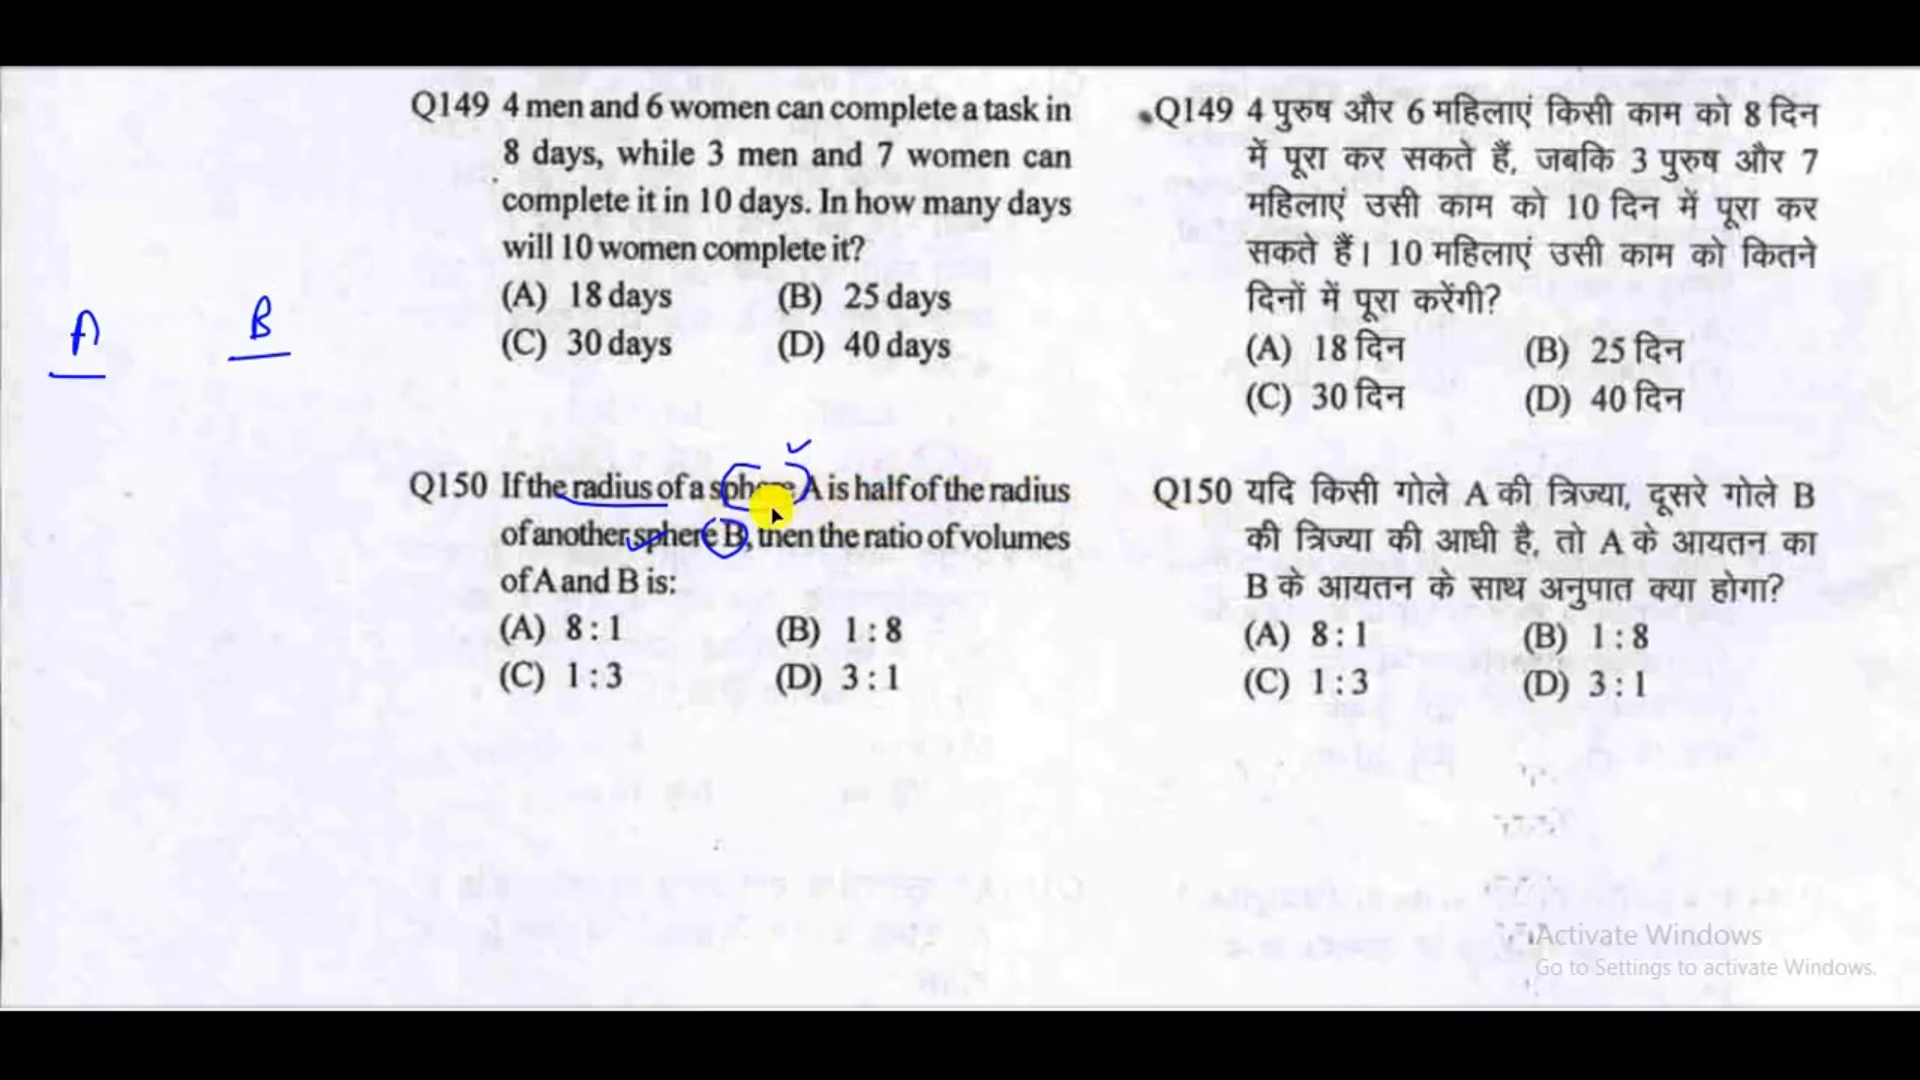 Q149 4 men and 6 women can complete a task in
8 days, while 3 men and 7 women can
complete it in 10 days. In how many days
will 10 women complete it?
(A) 18 days (B) 25 days
(C) 30 days (D) 40 days
A B
Q150 If the radius of a sphere A is half of the radius
of another sphere B, then the ratio of volumes
of A and B is:
(A) 8 : 1 (B) 1 : 8
(C) 1 : 3 (D) 3 : 1
Q149 4 पुरुष और 6 महिलाएं किसी काम को 8 दिन
में पूरा कर सकते हैं, जबकि 3 पुरुष और 7
महिलाएं उसी काम को 10 दिन में पूरा कर
सकते हैं। 10 महिलाएं उसी काम को कितने
दिनों में पूरा करेंगी?
(A) 18 दिन (B) 25 दिन
(C) 30 दिन (D) 40 दिन
Q150 यदि किसी गोले A की त्रिज्या, दूसरे गोले B
की त्रिज्या की आधी है, तो A के आयतन का
B के आयतन के साथ अनुपात क्या होगा?
(A) 8 : 1 (B) 1 : 8
(C) 1 : 3 (D) 3 : 1
Activate Windows
Go to Settings to activate Windows.